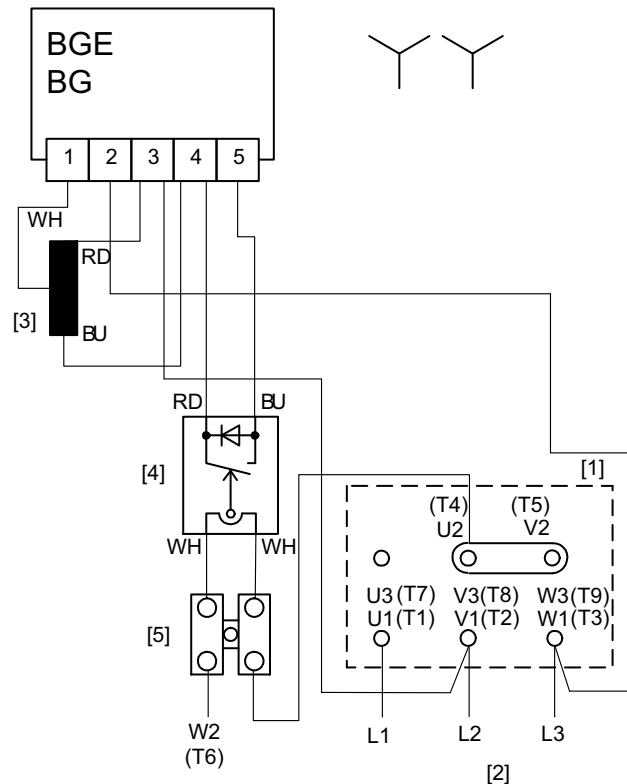 BGE
BG
1 2 3 4 5
WH
RD
[3]
BU
RD BU
[4]
[1]
(T4) (T5)
U2 V2
WH WH
U3 (T7) V3 (T8) W3 (T9)
U1 (T1) V1 (T2) W1 (T3)
[5]
W2
(T6)
L1 L2 L3
[2]